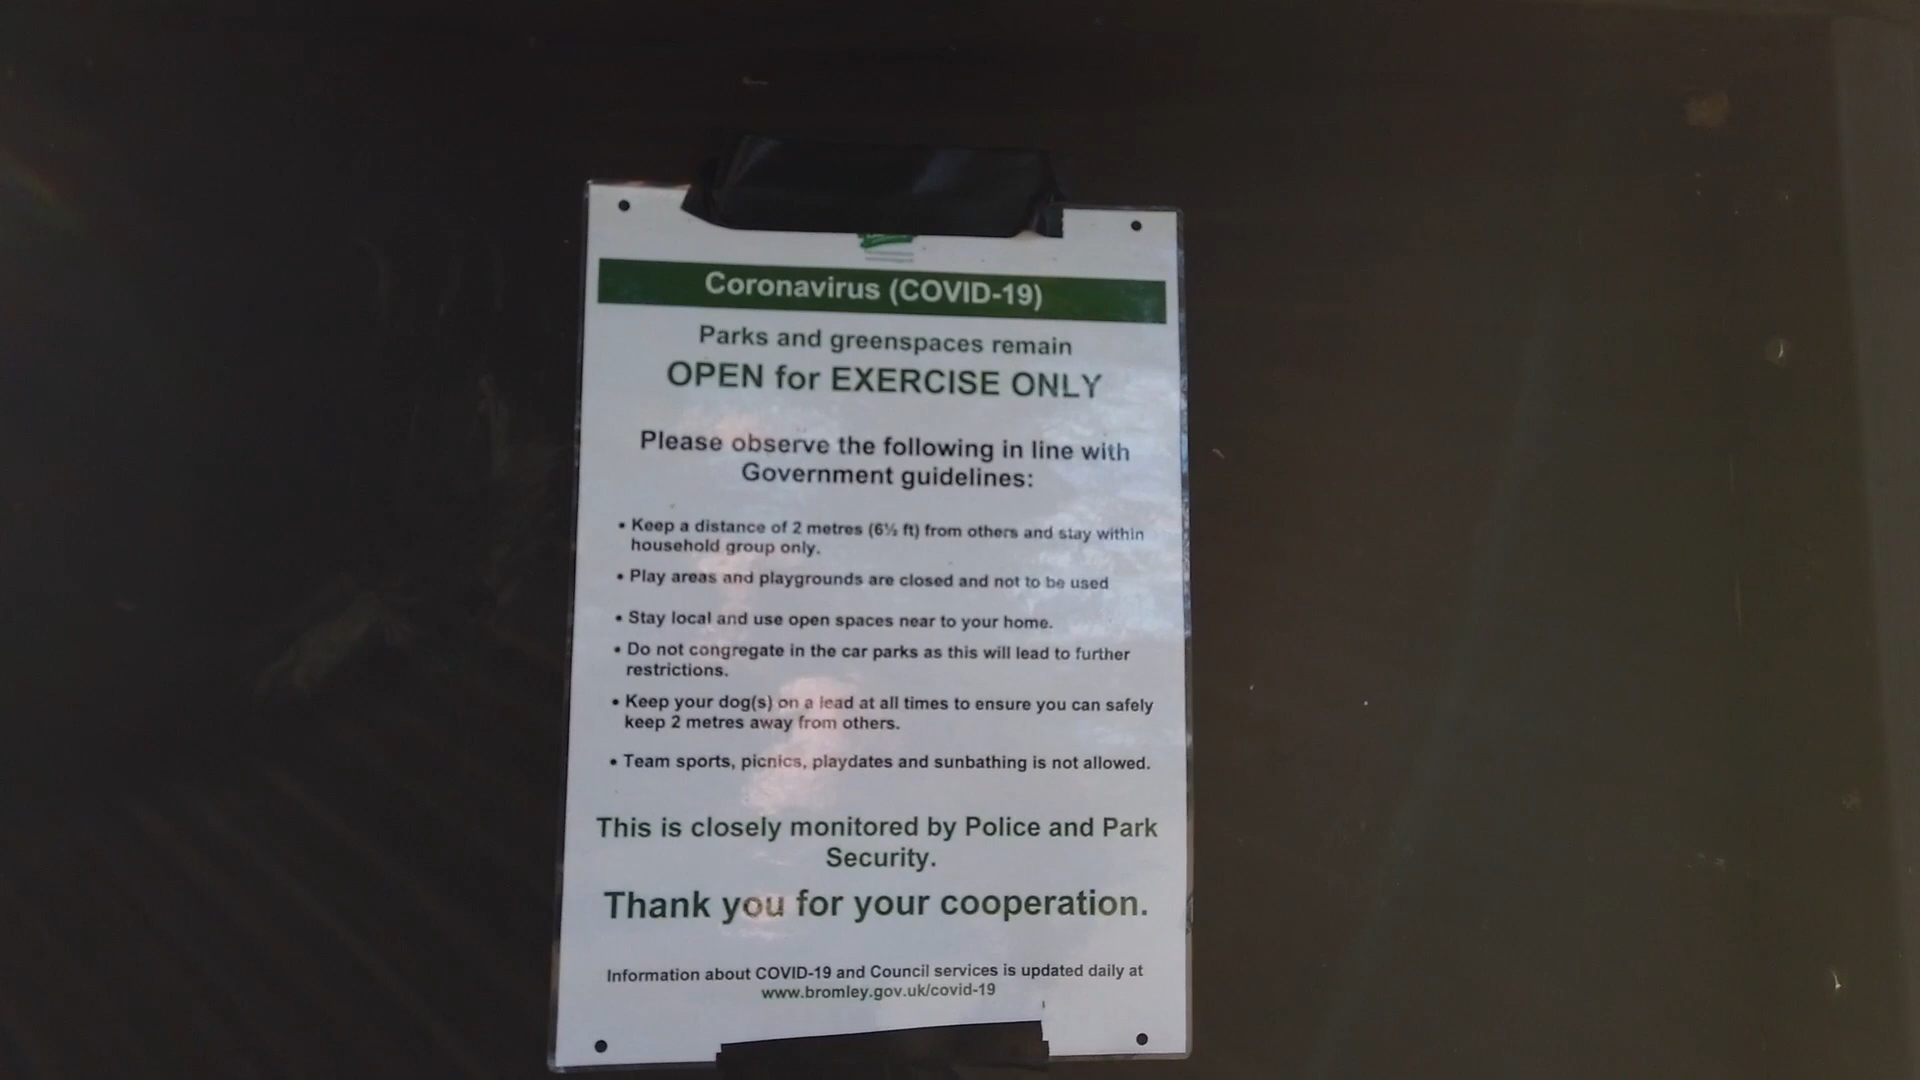 Coronavirus (COVID-19)
Parks and greenspaces remain
OPEN for EXERCISE ONLY
Please observe the following in line with
Government guidelines:
• Keep a distance of 2 metres (6½ ft) from others and stay within
household group only.
• Play areas and playgrounds are closed and not to be used
• Stay local and use open spaces near to your home.
• Do not congregate in the car parks as this will lead to further
restrictions.
• Keep your dog(s) on a lead at all times to ensure you can safely
keep 2 metres away from others.
• Team sports, picnics, playdates and sunbathing is not allowed.
This is closely monitored by Police and Park
Security.
Thank you for your cooperation.
Information about COVID-19 and Council services is updated daily at
www.bromley.gov.uk/covid-19